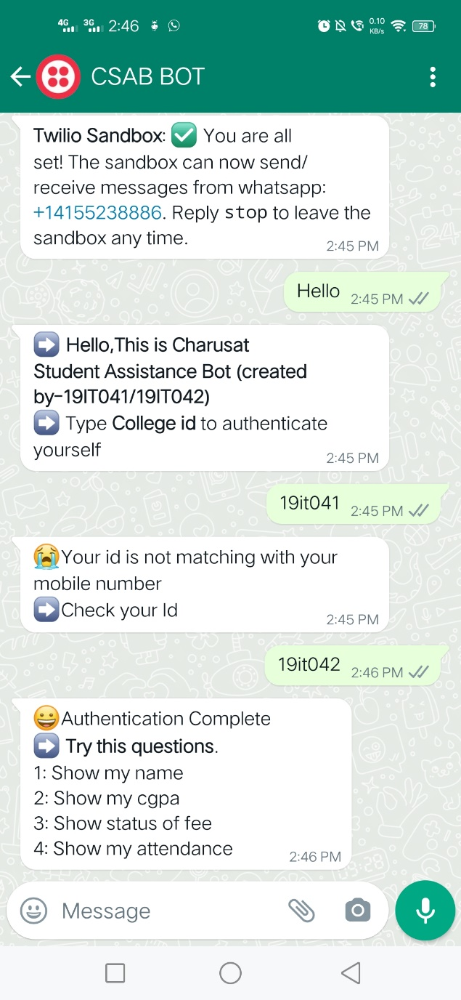 4G 3G 2:46 0.10 KB/s 78
CSAB BOT
Twilio Sandbox: ✅ You are all
set! The sandbox can now send/
receive messages from whatsapp:
+14155238886. Reply stop to leave the
sandbox any time.
2:45 PM
Hello 2:45 PM
➡️ Hello,This is Charusat
Student Assistance Bot (created
by-19IT041/19IT042)
➡️ Type College id to authenticate
yourself
2:45 PM
19it041 2:45 PM
😭Your id is not matching with your
mobile number
➡️Check your Id
2:45 PM
19it042 2:46 PM
😀Authentication Complete
➡️ Try this questions.
1: Show my name
2: Show my cgpa
3: Show status of fee
4: Show my attendance
2:46 PM
Message